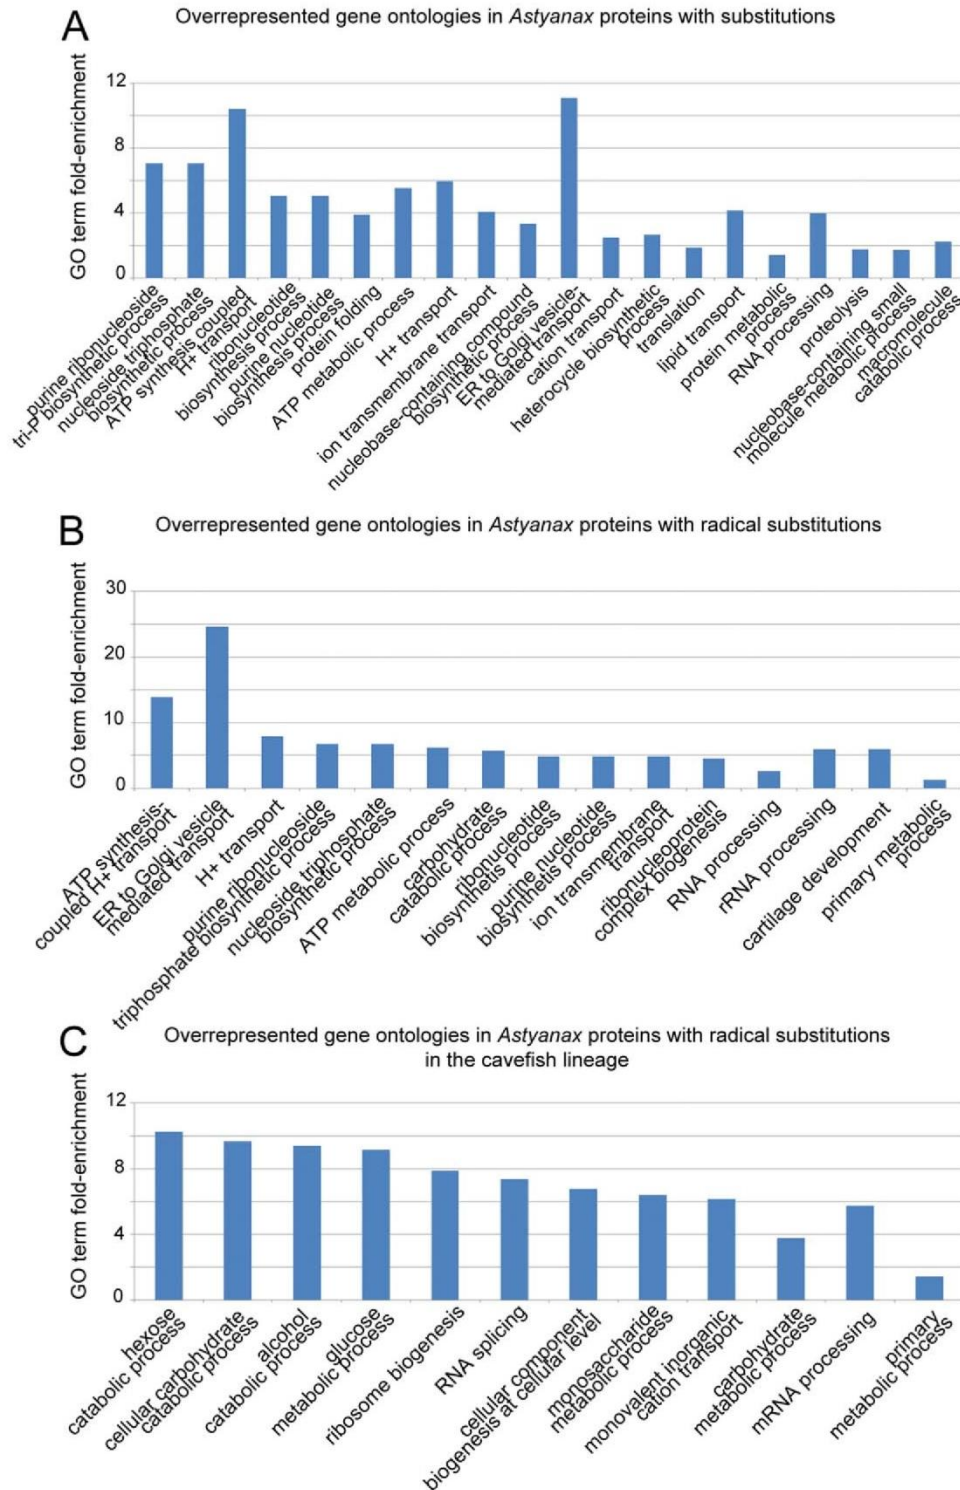 A
Overrepresented gene ontologies in Astyanax proteins with substitutions
GO term fold-enrichment
12
8
4
0
purine ribonucleoside
tri-P biosynthetic process
nucleoside triphosphate
biosynthetic process
ATP synthesis coupled
H+ transport
ribonucleotide
biosynthesis process
purine nucleotide
biosynthesis process
protein folding
ATP metabolic process
H+ transport
ion transmembrane transport
nucleobase-containing compound
biosynthetic process
ER to Golgi vesicle-
mediated transport
cation transport
heterocycle biosynthetic
process
translation
lipid transport
protein metabolic
process
RNA processing
proteolysis
nucleobase-containing small
molecule metabolic process
macromolecule
catabolic process
B
Overrepresented gene ontologies in Astyanax proteins with radical substitutions
GO term fold-enrichment
30
20
10
0
ATP synthesis-
coupled H+ transport
ER to Golgi vesicle
mediated transport
H+ transport
purine ribonucleoside
triphosphate biosynthetic process
nucleoside triphosphate
biosynthetic process
ATP metabolic process
carbohydrate
catabolic process
ribonucleotide
biosynthetic process
purine nucleotide
biosynthetic process
ion transmembrane
transport
ribonucleoprotein
complex biogenesis
RNA processing
rRNA processing
cartilage development
primary metabolic
process
C
Overrepresented gene ontologies in Astyanax proteins with radical substitutions
in the cavefish lineage
GO term fold-enrichment
12
8
4
0
hexose
catabolic process
cellular carbohydrate
catabolic process
alcohol
catabolic process
glucose
metabolic process
ribosome biogenesis
RNA splicing
cellular component
biogenesis at cellular level
monosaccharide
metabolic process
monovalent inorganic
cation transport
carbohydrate
metabolic process
mRNA processing
primary
metabolic process